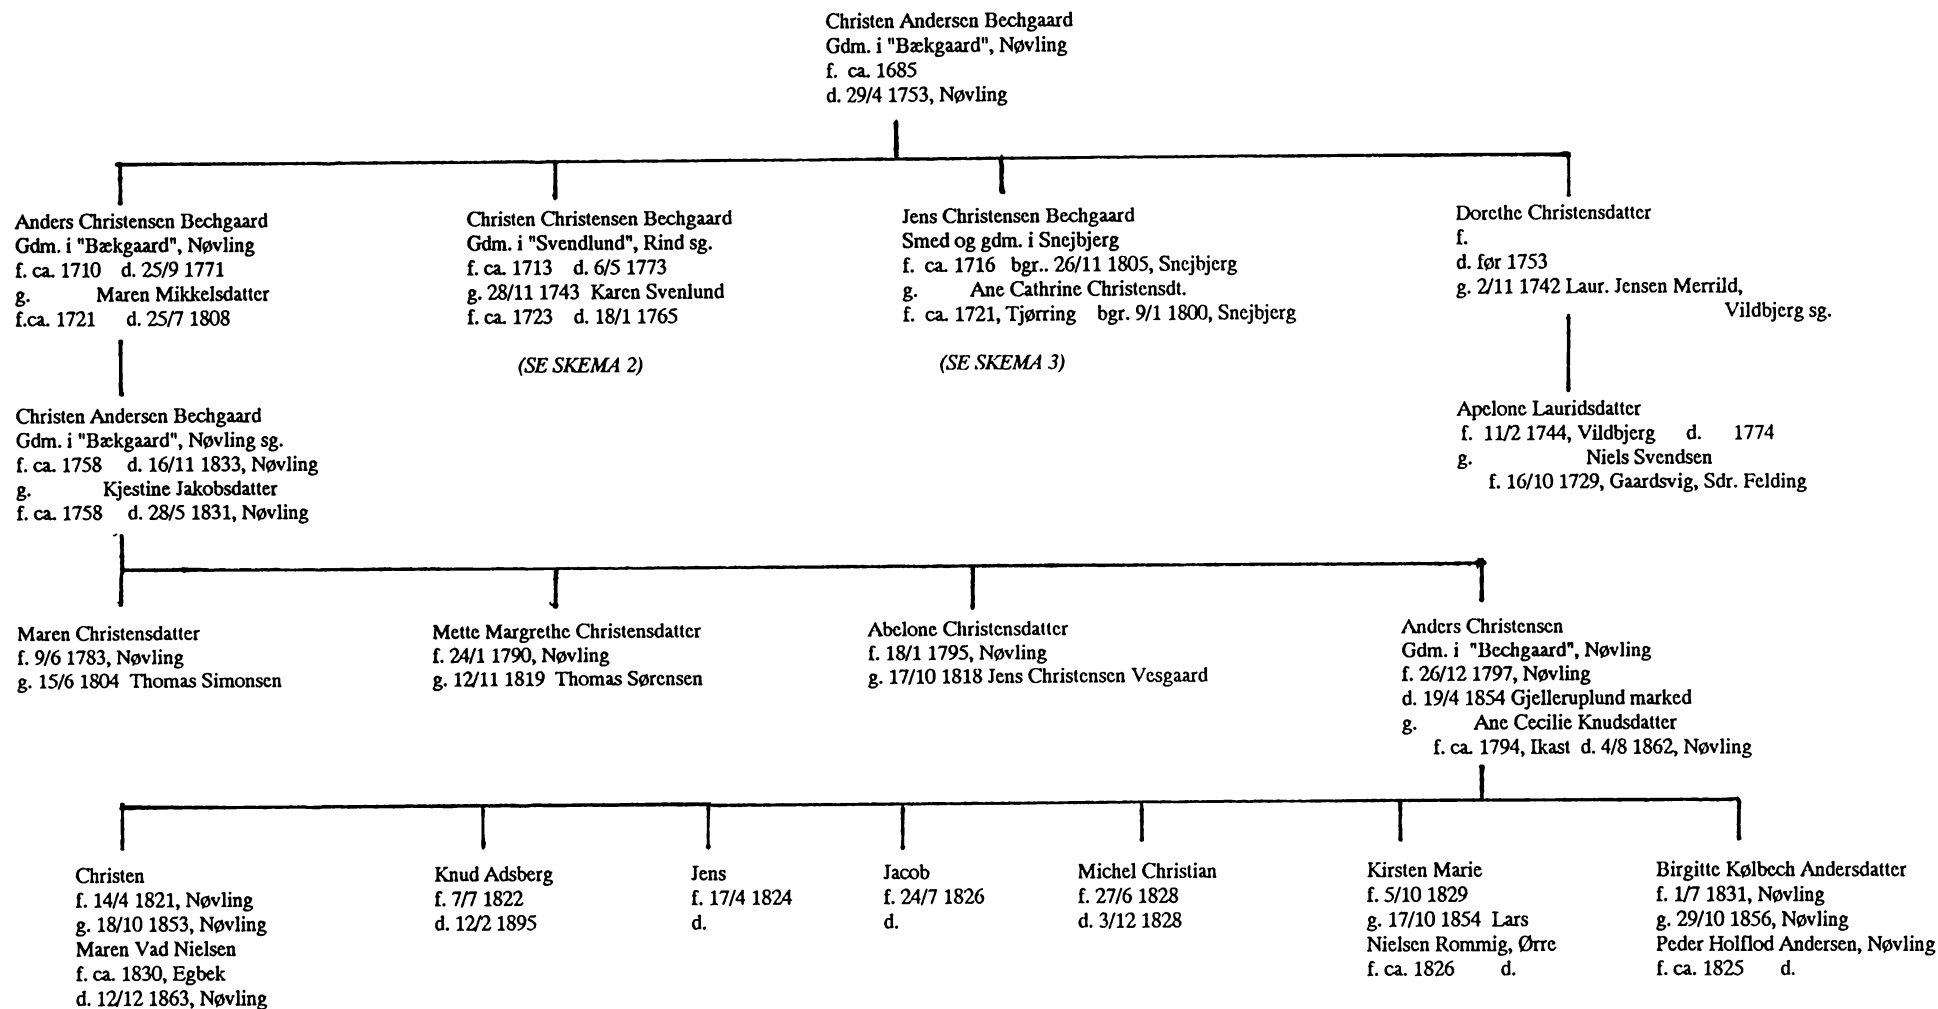 Christen Andersen Bechgaard
Gdm. i "Bækgaard", Nøvling
f. ca. 1685
d. 29/4 1753, Nøvling
Anders Christensen Bechgaard
Gdm. i "Bækgaard", Nøvling
f. ca. 1710 d. 25/9 1771
g. Maren Mikkelsdatter
f.ca. 1721 d. 25/7 1808
Christen Christensen Bechgaard
Gdm. i "Svendlund", Rind sg.
f. ca. 1713 d. 6/5 1773
g. 28/11 1743 Karen Svenlund
f. ca. 1723 d. 18/1 1765
(SE SKEMA 2)
Jens Christensen Bechgaard
Smed og gdm. i Snejbjerg
f. ca. 1716 bgr.. 26/11 1805, Snejbjerg
g. Ane Cathrine Christensdt.
f. ca. 1721, Tjørring bgr. 9/1 1800, Snejbjerg
(SE SKEMA 3)
Dorethe Christensdatter
f.
d. før 1753
g. 2/11 1742 Laur. Jensen Merrild,
Vildbjerg sg.
Christen Andersen Bechgaard
Gdm. i "Bækgaard", Nøvling sg.
f. ca. 1758 d. 16/11 1833, Nøvling
g. Kjestine Jakobsdatter
f. ca. 1758 d. 28/5 1831, Nøvling
Apelone Lauridsdatter
f. 11/2 1744, Vildbjerg d. 1774
g. Niels Svendsen
f. 16/10 1729, Gaardsvig, Sdr. Felding
Maren Christensdatter
f. 9/6 1783, Nøvling
g. 15/6 1804 Thomas Simonsen
Mette Margrethe Christensdatter
f. 24/1 1790, Nøvling
g. 12/11 1819 Thomas Sørensen
Abelone Christensdatter
f. 18/1 1795, Nøvling
g. 17/10 1818 Jens Christensen Vesgaard
Anders Christensen
Gdm. i "Bechgaard", Nøvling
f. 26/12 1797, Nøvling
d. 19/4 1854 Gjelleruplund marked
g. Ane Cecilie Knudsdatter
f. ca. 1794, Ikast d. 4/8 1862, Nøvling
Christen
f. 14/4 1821, Nøvling
g. 18/10 1853, Nøvling
Maren Vad Nielsen
f. ca. 1830, Egbek
d. 12/12 1863, Nøvling
Knud Adsberg
f. 7/7 1822
d. 12/2 1895
Jens
f. 17/4 1824
d.
Jacob
f. 24/7 1826
d.
Michel Christian
f. 27/6 1828
d. 3/12 1828
Kirsten Marie
f. 5/10 1829
g. 17/10 1854 Lars
Nielsen Rommig, Ørre
f. ca. 1826 d.
Birgitte Kølbech Andersdatter
f. 1/7 1831, Nøvling
g. 29/10 1856, Nøvling
Peder Holflod Andersen, Nøvling
f. ca. 1825 d.